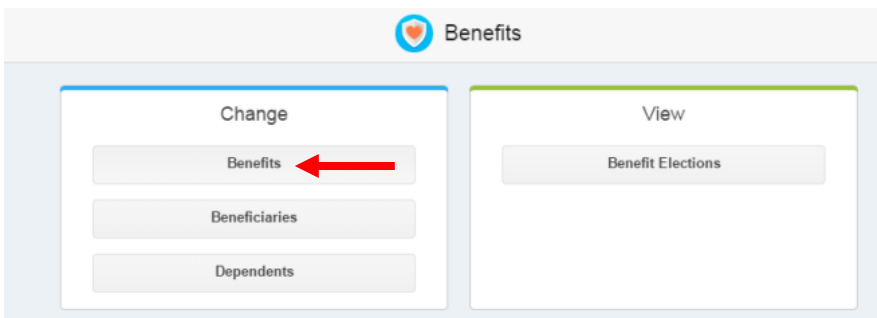 Benefits
Change
Benefits
Beneficiaries
Dependents
View
Benefit Elections